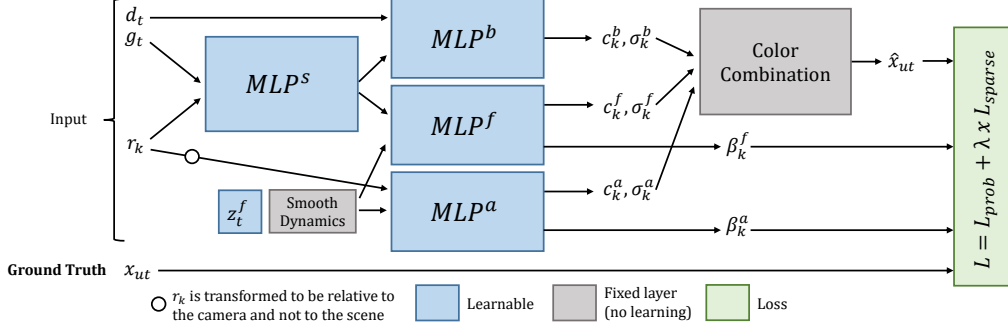 Input
d_t
g_t
r_k
z_t^f
Smooth
Dynamics
MLP^s
MLP^b
MLP^f
MLP^a
c_k^b, σ_k^b
c_k^f, σ_k^f
c_k^a, σ_k^a
β_k^f
β_k^a
Color
Combination
x̂_ut
L = L_prob + λ x L_sparse
Ground Truth x_ut
r_k is transformed to be relative to
the camera and not to the scene
Learnable
Fixed layer
(no learning)
Loss